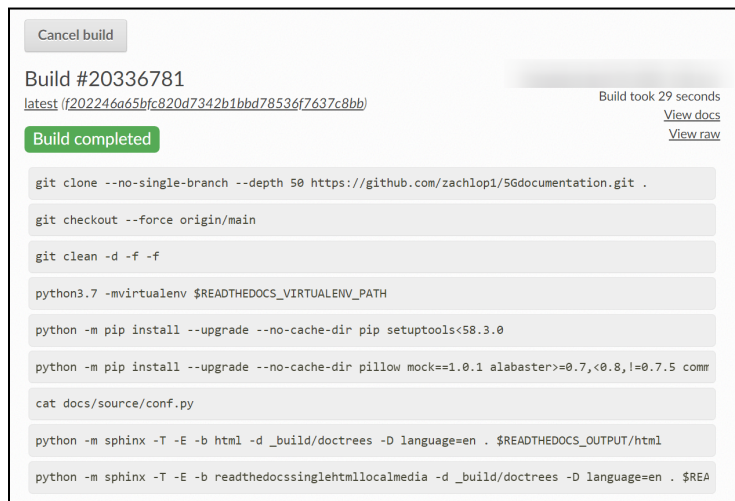 Cancel build
Build #20336781
latest (f202246a65bfc820d7342b1bbd78536f7637c8bb)
Build took 29 seconds
View docs
View raw
Build completed
git clone --no-single-branch --depth 50 https://github.com/zachlop1/5Gdocumentation.git .
git checkout --force origin/main
git clean -d -f -f
python3.7 -mvirtualenv $READTHEDOCS_VIRTUALENV_PATH
python -m pip install --upgrade --no-cache-dir pip setuptools<58.3.0
python -m pip install --upgrade --no-cache-dir pillow mock==1.0.1 alabaster>=0.7,<0.8,!=0.7.5 comm
cat docs/source/conf.py
python -m sphinx -T -E -b html -d _build/doctrees -D language=en . $READTHEDOCS_OUTPUT/html
python -m sphinx -T -E -b readthedocssinglehtmllocalmedia -d _build/doctrees -D language=en . $REA